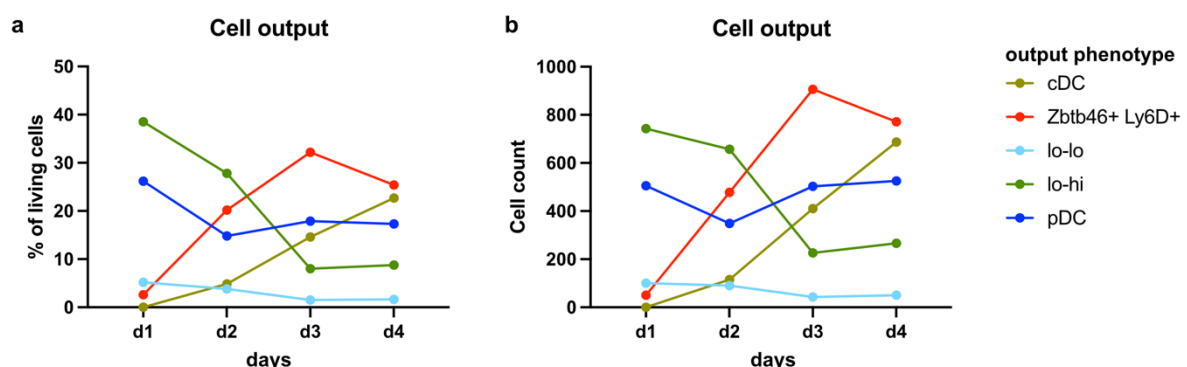 a
Cell output
% of living cells
50
40
30
20
10
0
d1 d2 d3 d4
days
b
Cell output
Cell count
1000
800
600
400
200
0
d1 d2 d3 d4
days
output phenotype
cDC
Zbtb46+ Ly6D+
lo-lo
lo-hi
pDC